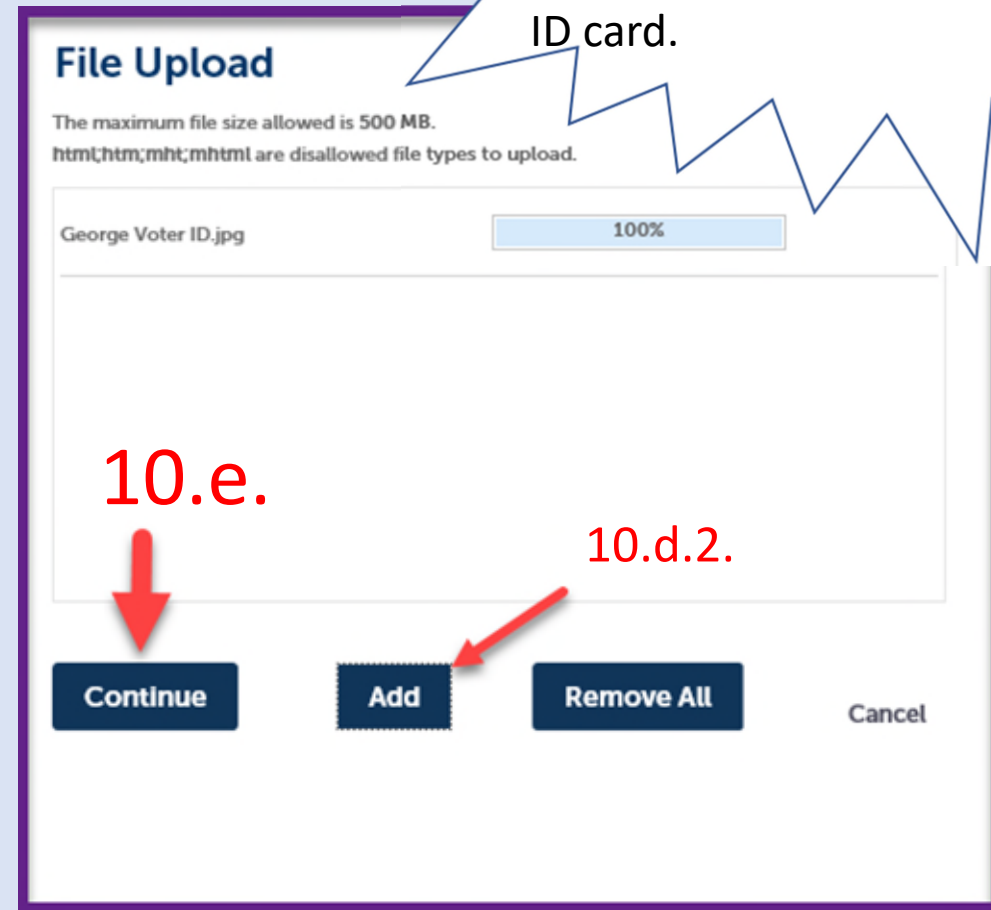 ID card.
File Upload
The maximum file size allowed is 500 MB.
html;htm;mht;mhtml are disallowed file types to upload.
George Voter ID.jpg 100%
10.e.
10.d.2.
Continue Add Remove All Cancel